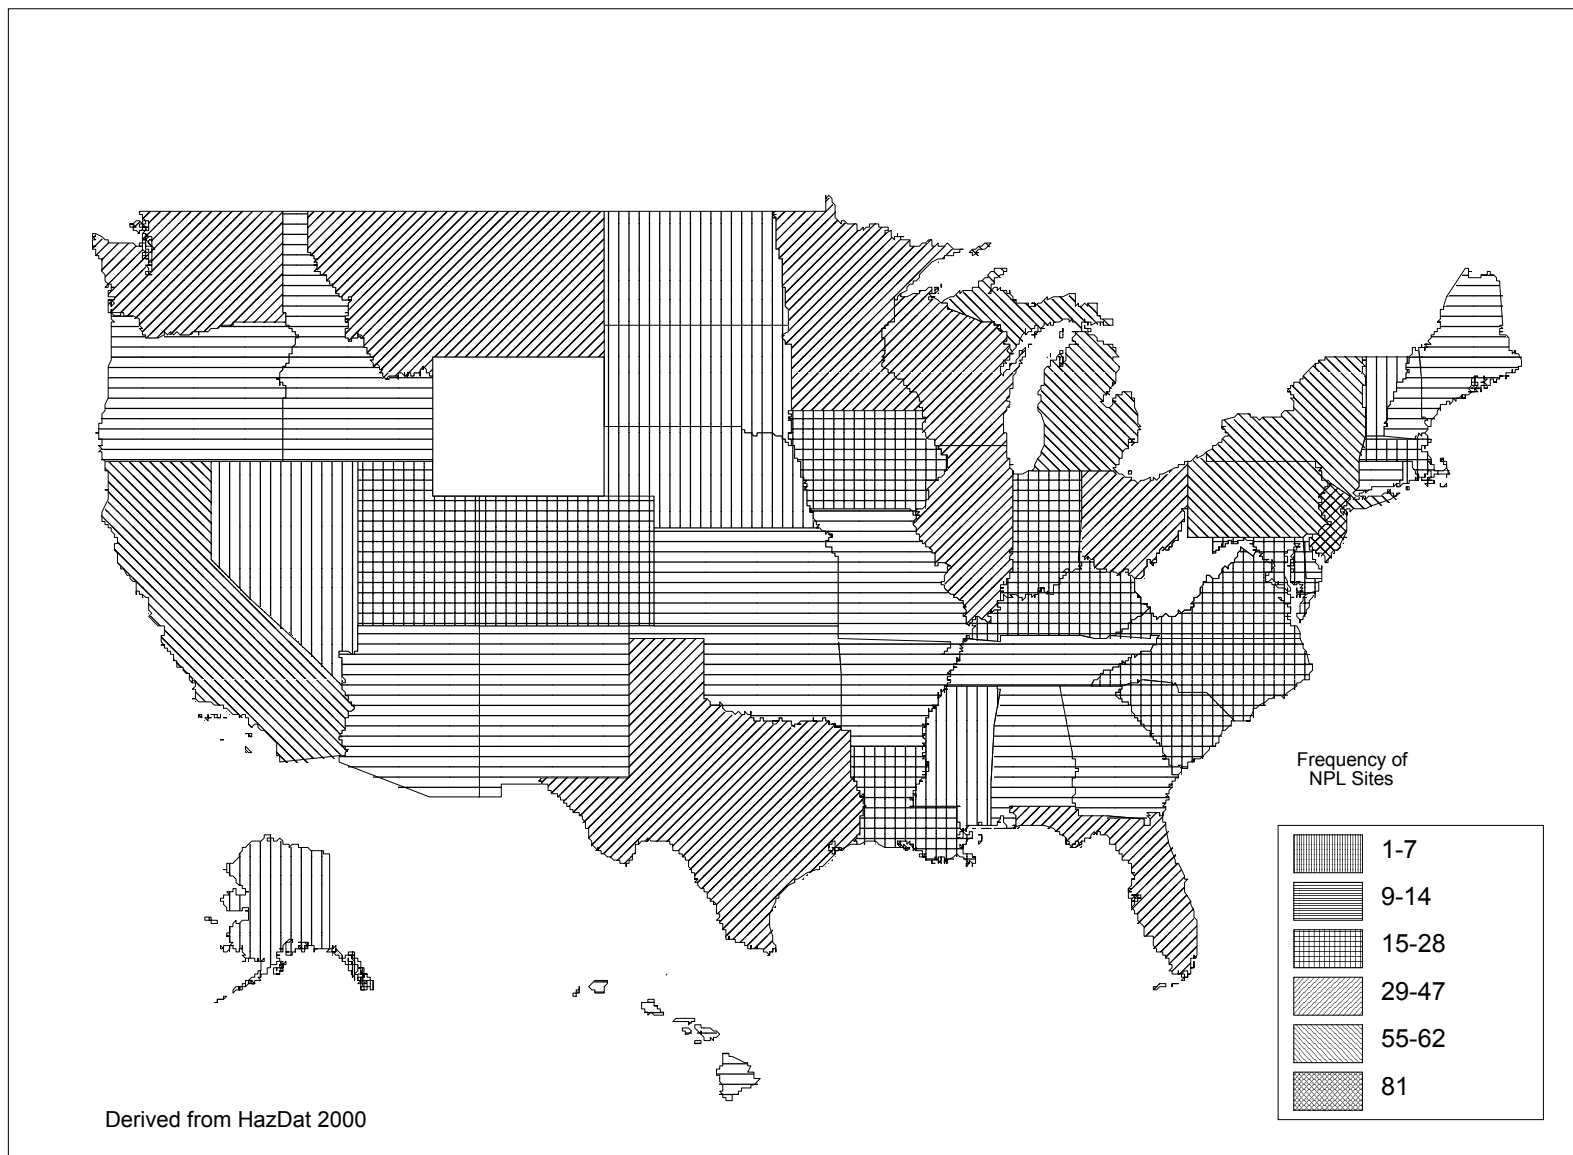 Frequency of
NPL Sites
1-7
9-14
15-28
29-47
55-62
81
Derived from HazDat 2000